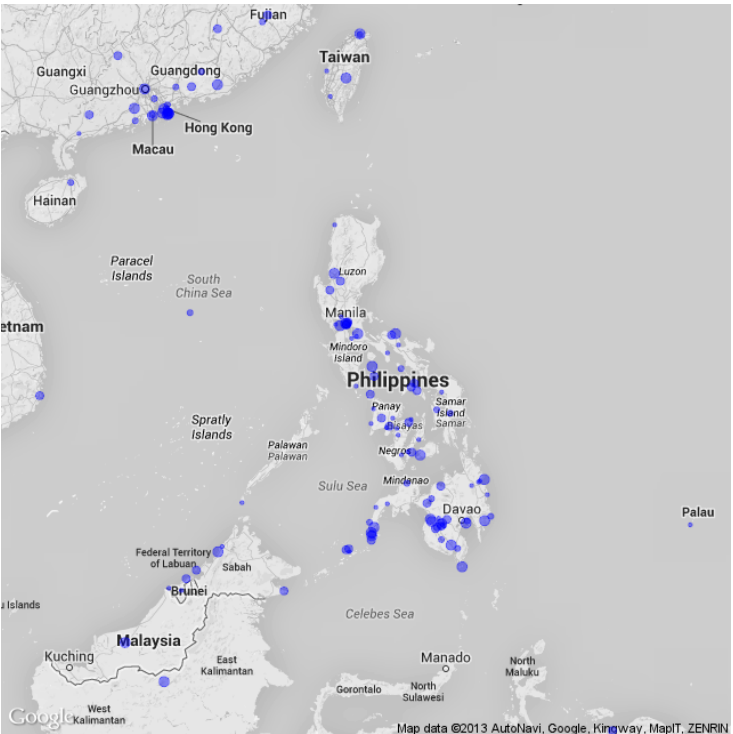 Fujian
Taiwan
Guangxi
Guangdong
Guangzhou
Hong Kong
Macau
Hainan
Paracel
Islands
South
China Sea
Luzon
etnam
Manila
Mindoro
Island
Philippines
Panay
Samar
Island
Samar
Visayas
Spratly
Islands
Palawan
Palawan
Negros
Sulu Sea
Mindanao
Davao
Palau
Federal Territory
of Labuan
Sabah
Brunei
u Islands
Celebes Sea
Malaysia
Kuching
East
Kalimantan
Manado
North
Maluku
Gorontalo
North
Sulawesi
West
Kalimantan
Google
Map data ©2013 AutoNavi, Google, Kingway, MapIT, ZENRIN